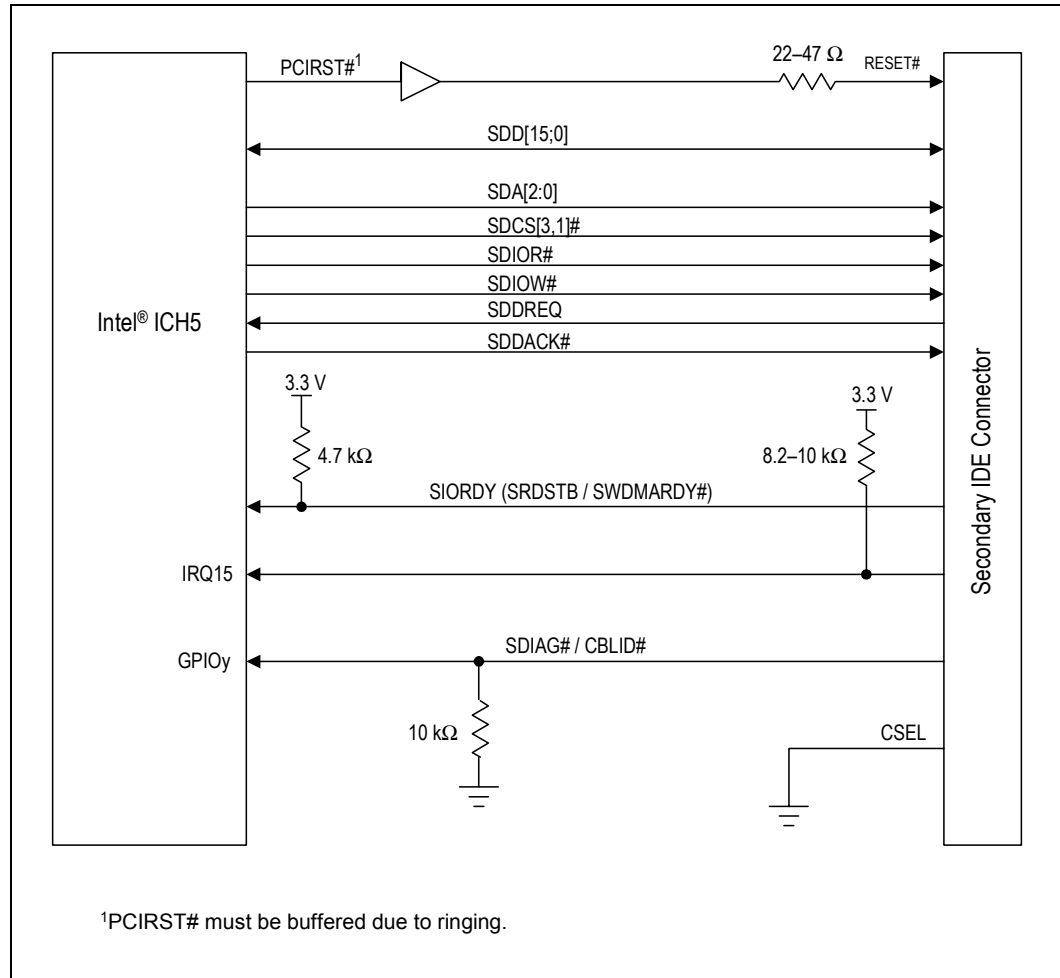 PCIRST#1
22–47 Ω
RESET#
SDD[15;0]
SDA[2:0]
SDCS[3,1]#
SDIOR#
SDIOW#
SDDREQ
SDDACK#
Intel® ICH5
Secondary IDE Connector
3.3 V
3.3 V
4.7 kΩ
8.2–10 kΩ
SIORDY (SRDSTB / SWDMARDY#)
IRQ15
SDIAG# / CBLID#
GPIOy
10 kΩ
CSEL
1PCIRST# must be buffered due to ringing.